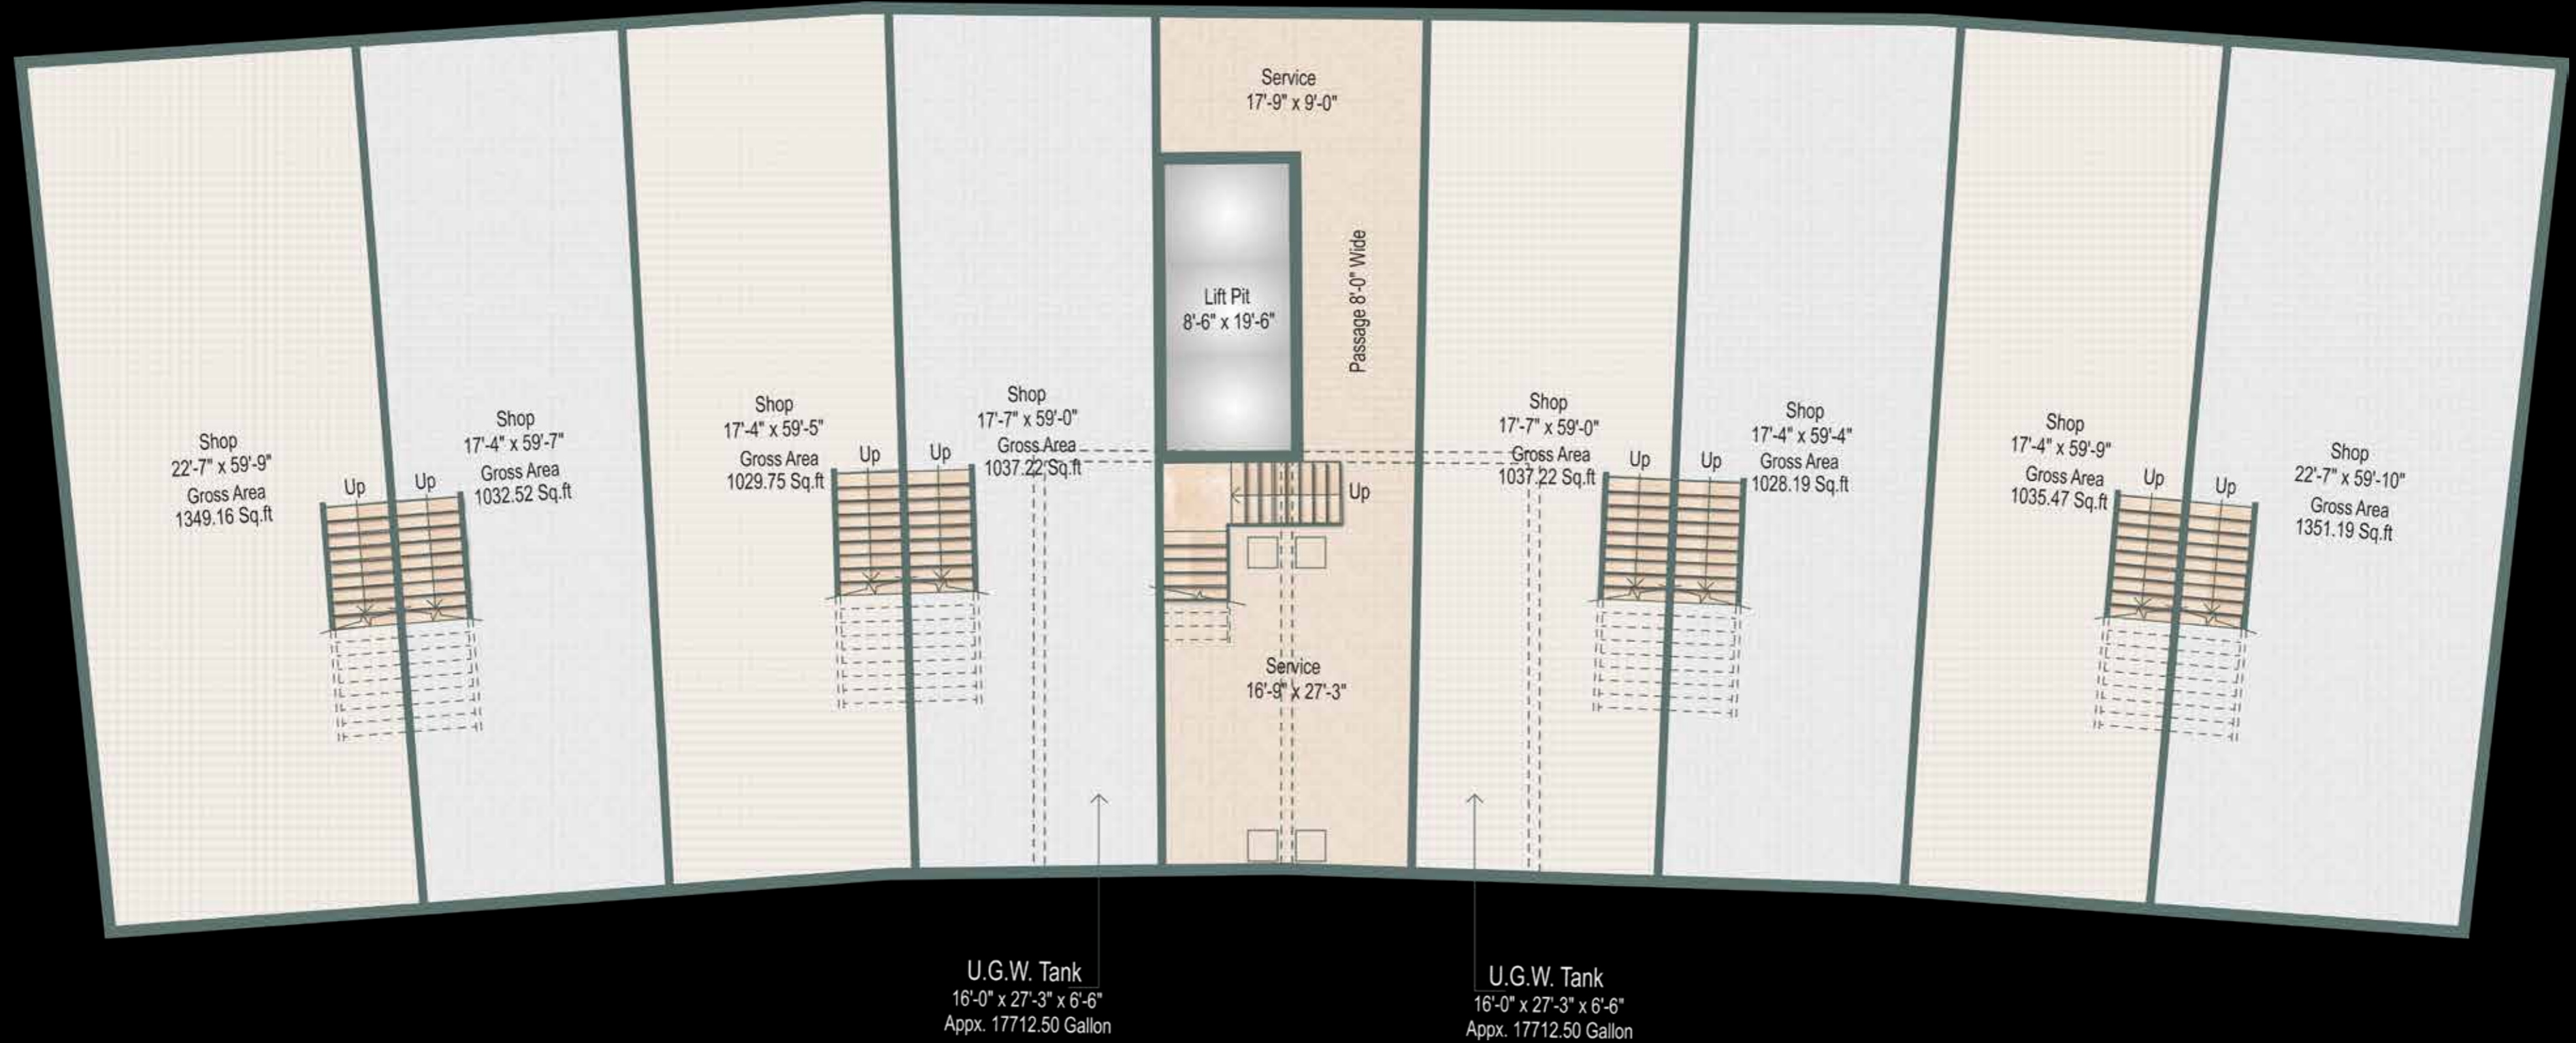 Service
17'-9" x 9'-0"
Lift Pit
8'-6" x 19'-6"
Passage 8'-0" Wide
Shop
22'-7" x 59'-9"
Gross Area
1349.16 Sq.ft
Up
Up
Shop
17'-4" x 59'-7"
Gross Area
1032.52 Sq.ft
Shop
17'-4" x 59'-5"
Gross Area
1029.75 Sq.ft
Up
Up
Shop
17'-7" x 59'-0"
Gross Area
1037.22 Sq.ft
Up
Service
16'-9" x 27'-3"
Shop
17'-7" x 59'-0"
Gross Area
1037.22 Sq.ft
Up
Up
Shop
17'-4" x 59'-4"
Gross Area
1028.19 Sq.ft
Shop
17'-4" x 59'-9"
Gross Area
1035.47 Sq.ft
Up
Up
Shop
22'-7" x 59'-10"
Gross Area
1351.19 Sq.ft
U.G.W. Tank
16'-0" x 27'-3" x 6'-6"
Appx. 17712.50 Gallon
U.G.W. Tank
16'-0" x 27'-3" x 6'-6"
Appx. 17712.50 Gallon